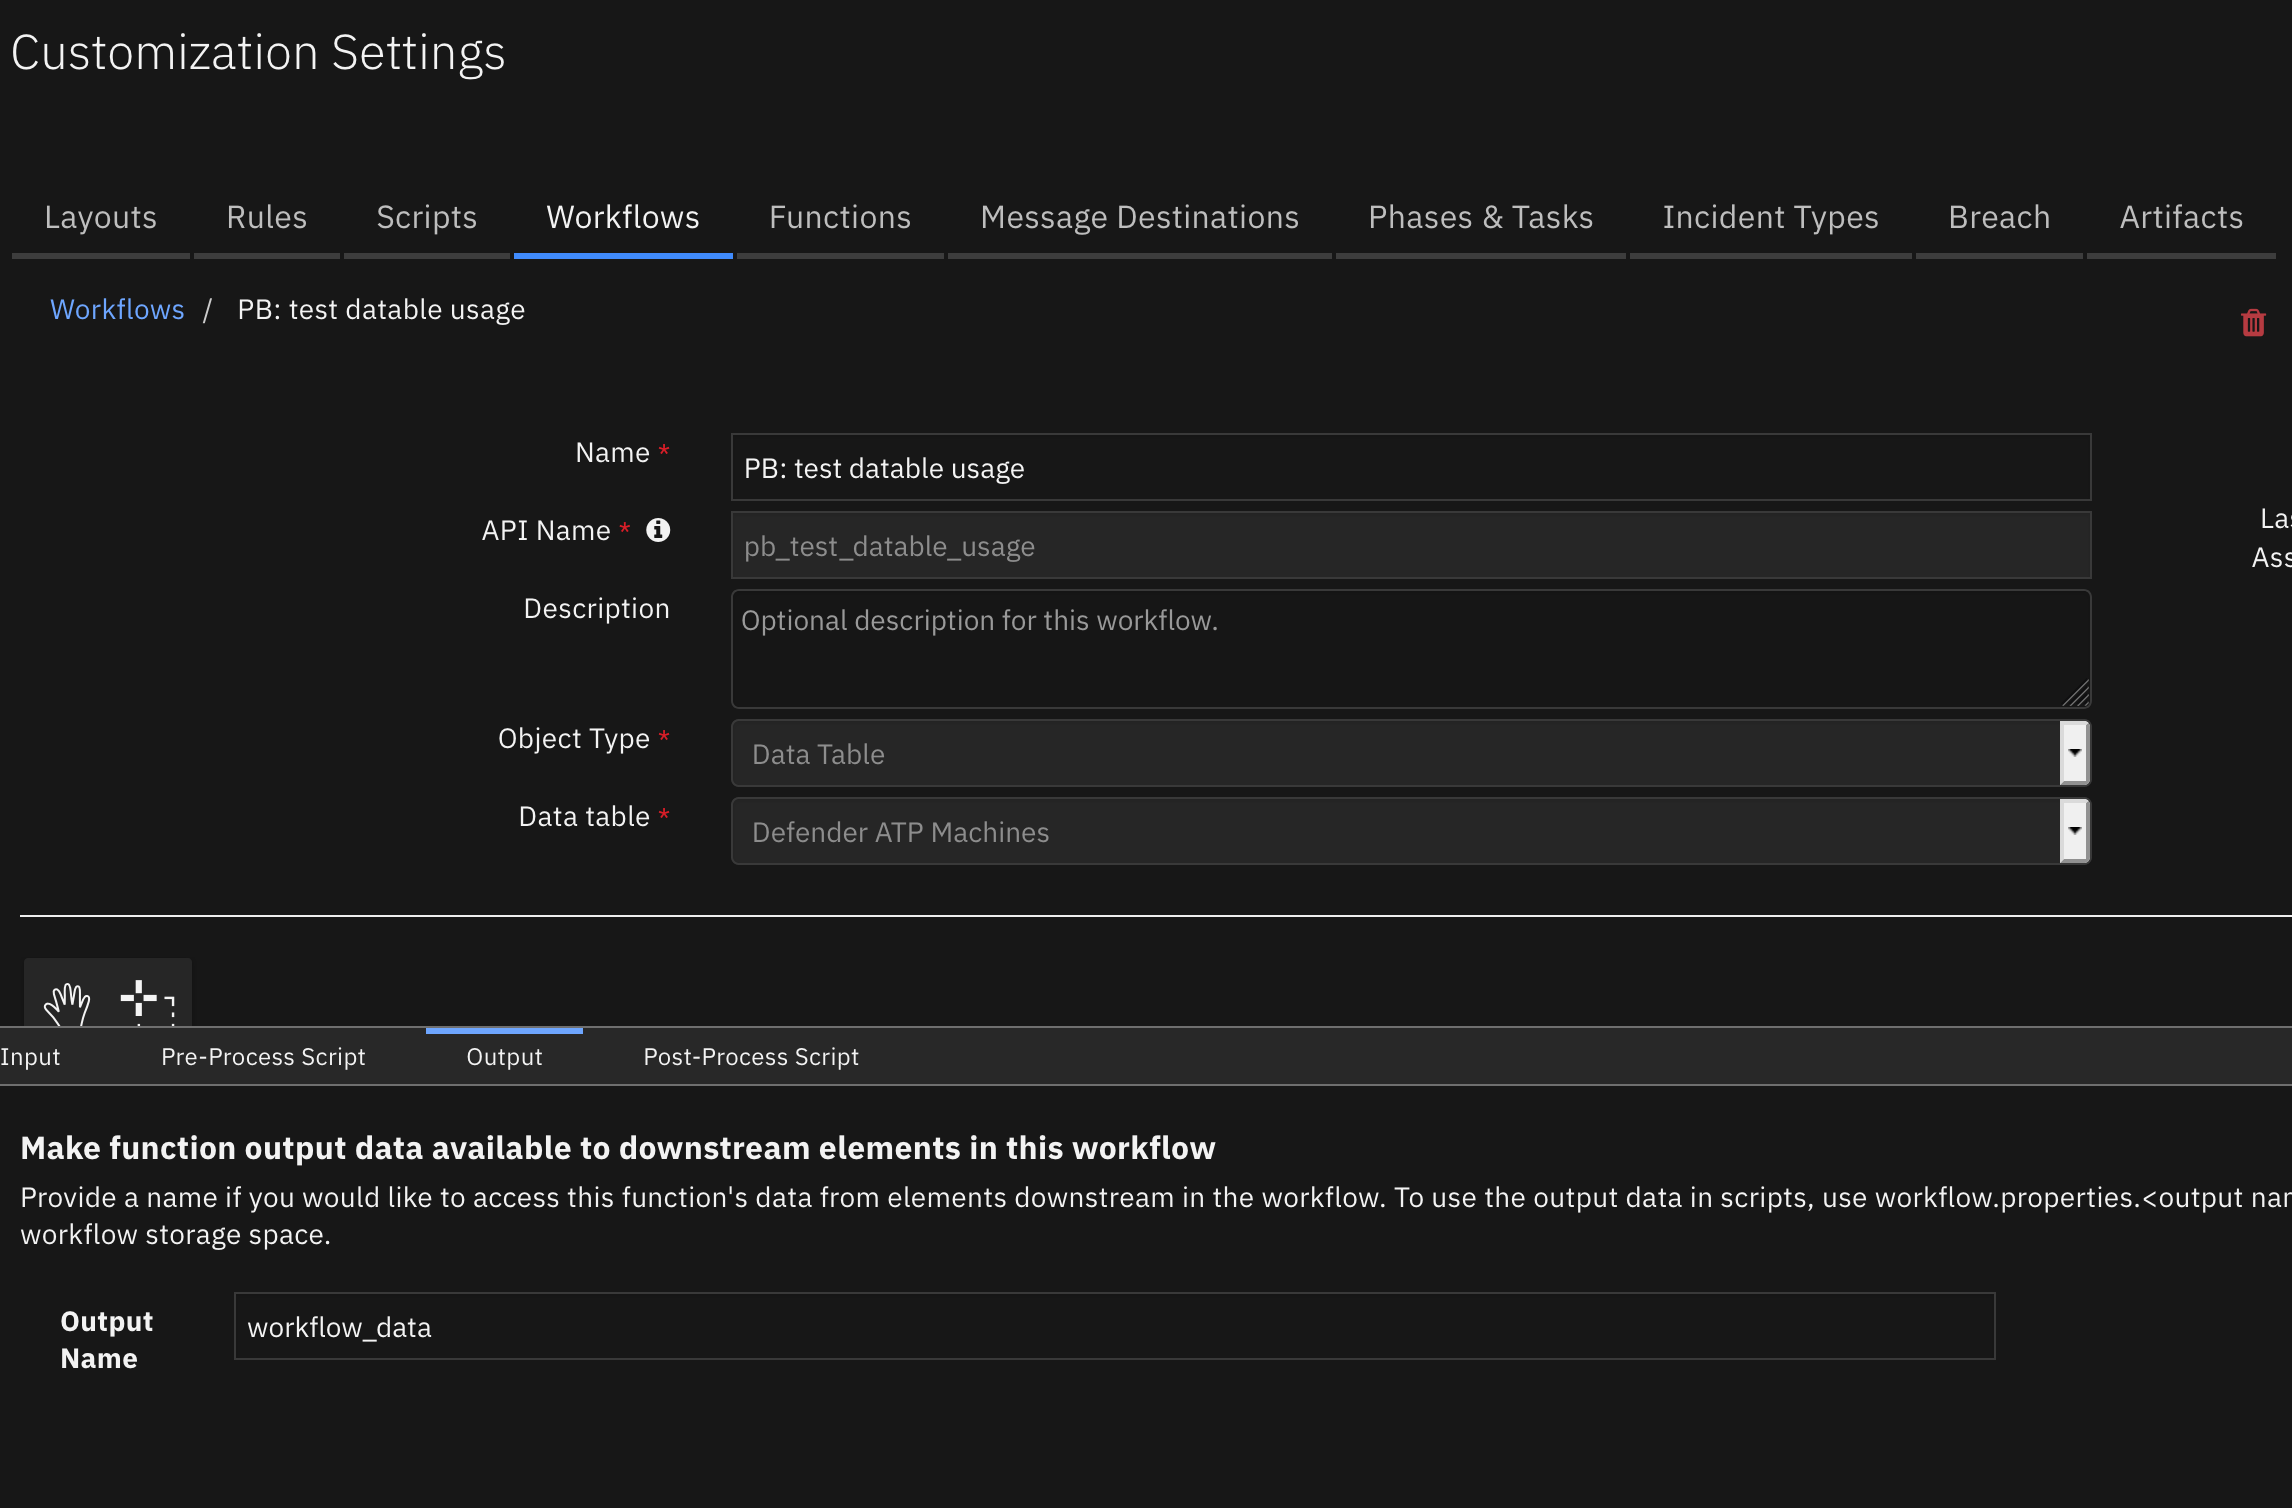 Customization Settings
Layouts Rules Scripts Workflows Functions Message Destinations Phases & Tasks Incident Types Breach Artifacts
Workflows / PB: test datable usage
Name * PB: test datable usage
API Name * pb_test_datable_usage
Description Optional description for this workflow.
Object Type * Data Table
Data table * Defender ATP Machines
Input Pre-Process Script Output Post-Process Script
Make function output data available to downstream elements in this workflow
Provide a name if you would like to access this function's data from elements downstream in the workflow. To use the output data in scripts, use workflow.properties.<output
workflow storage space.
Output
Name
workflow_data